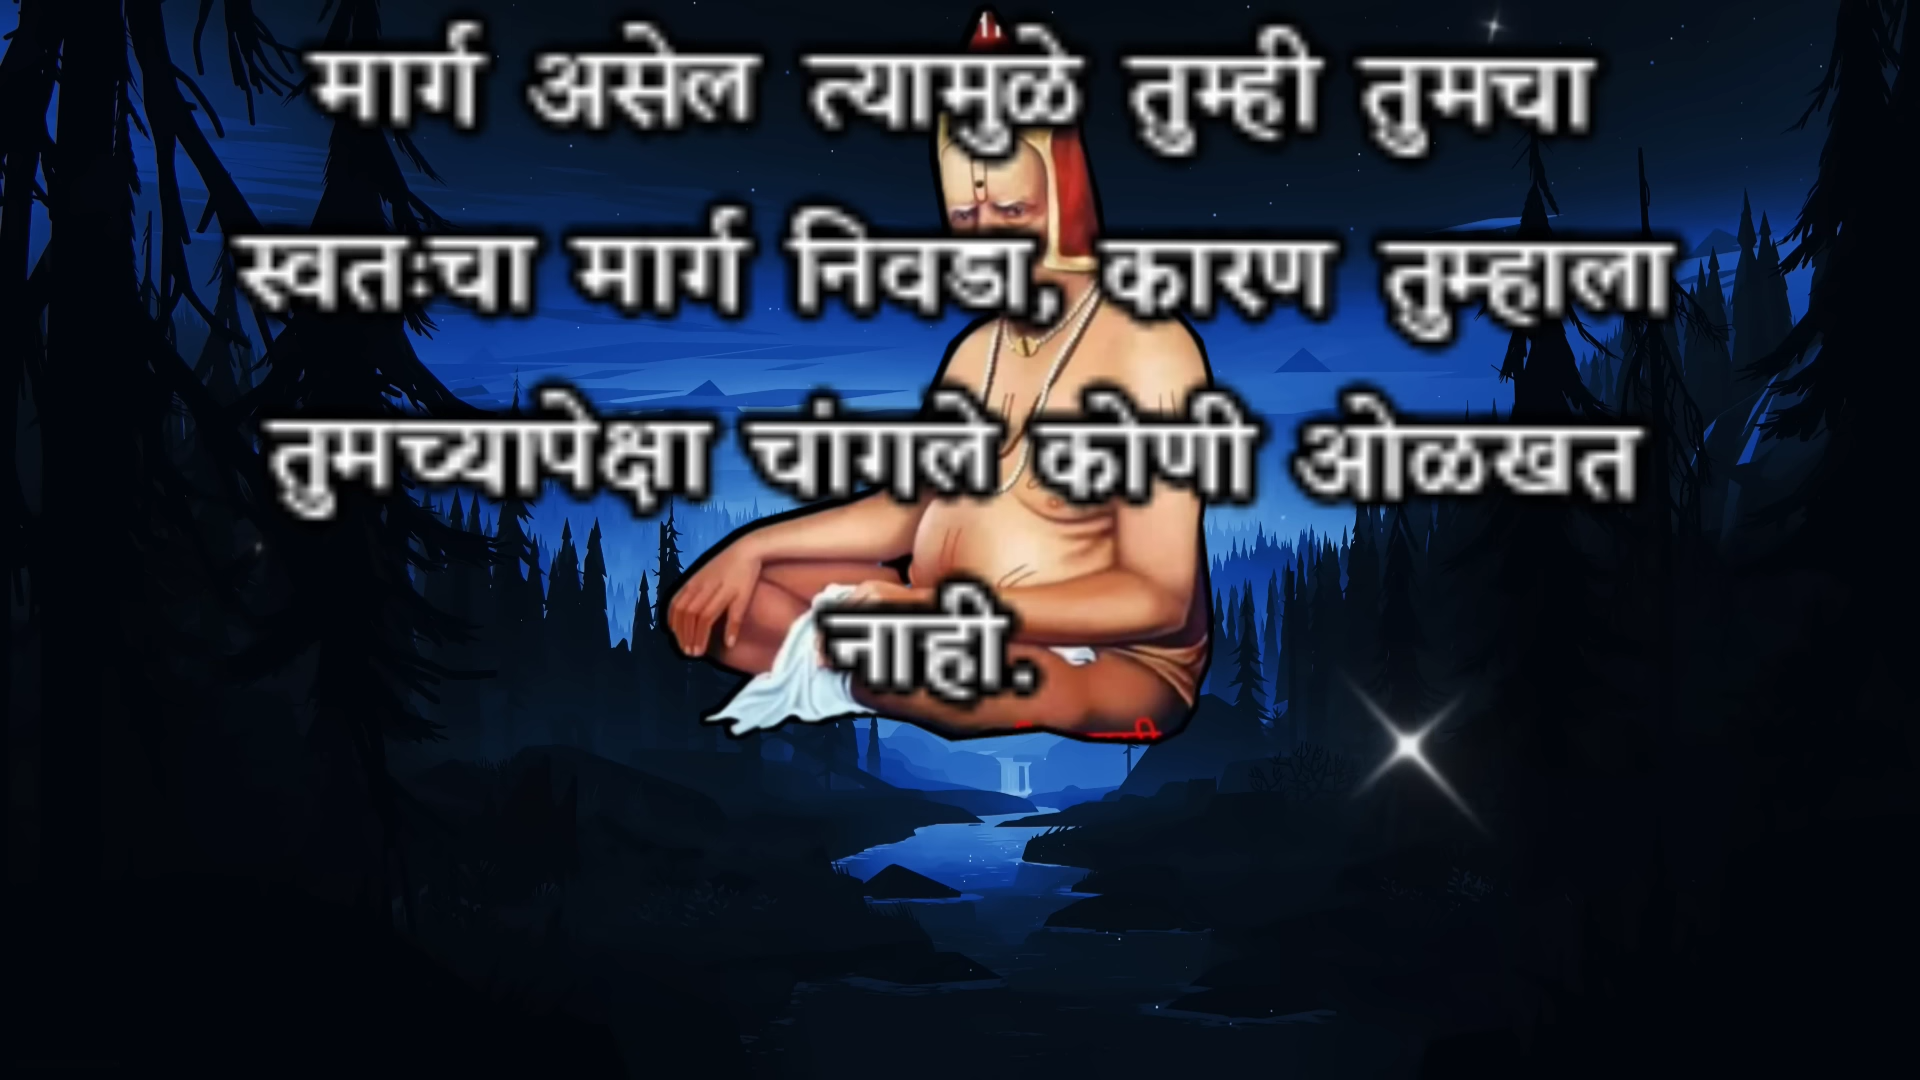 मार्ग असेल त्यामुळे तुम्ही तुमचा
स्वतःचा मार्ग निवडा, कारण तुम्हाला
तुमच्यापेक्षा चांगले कोणी ओळखत
नाही.